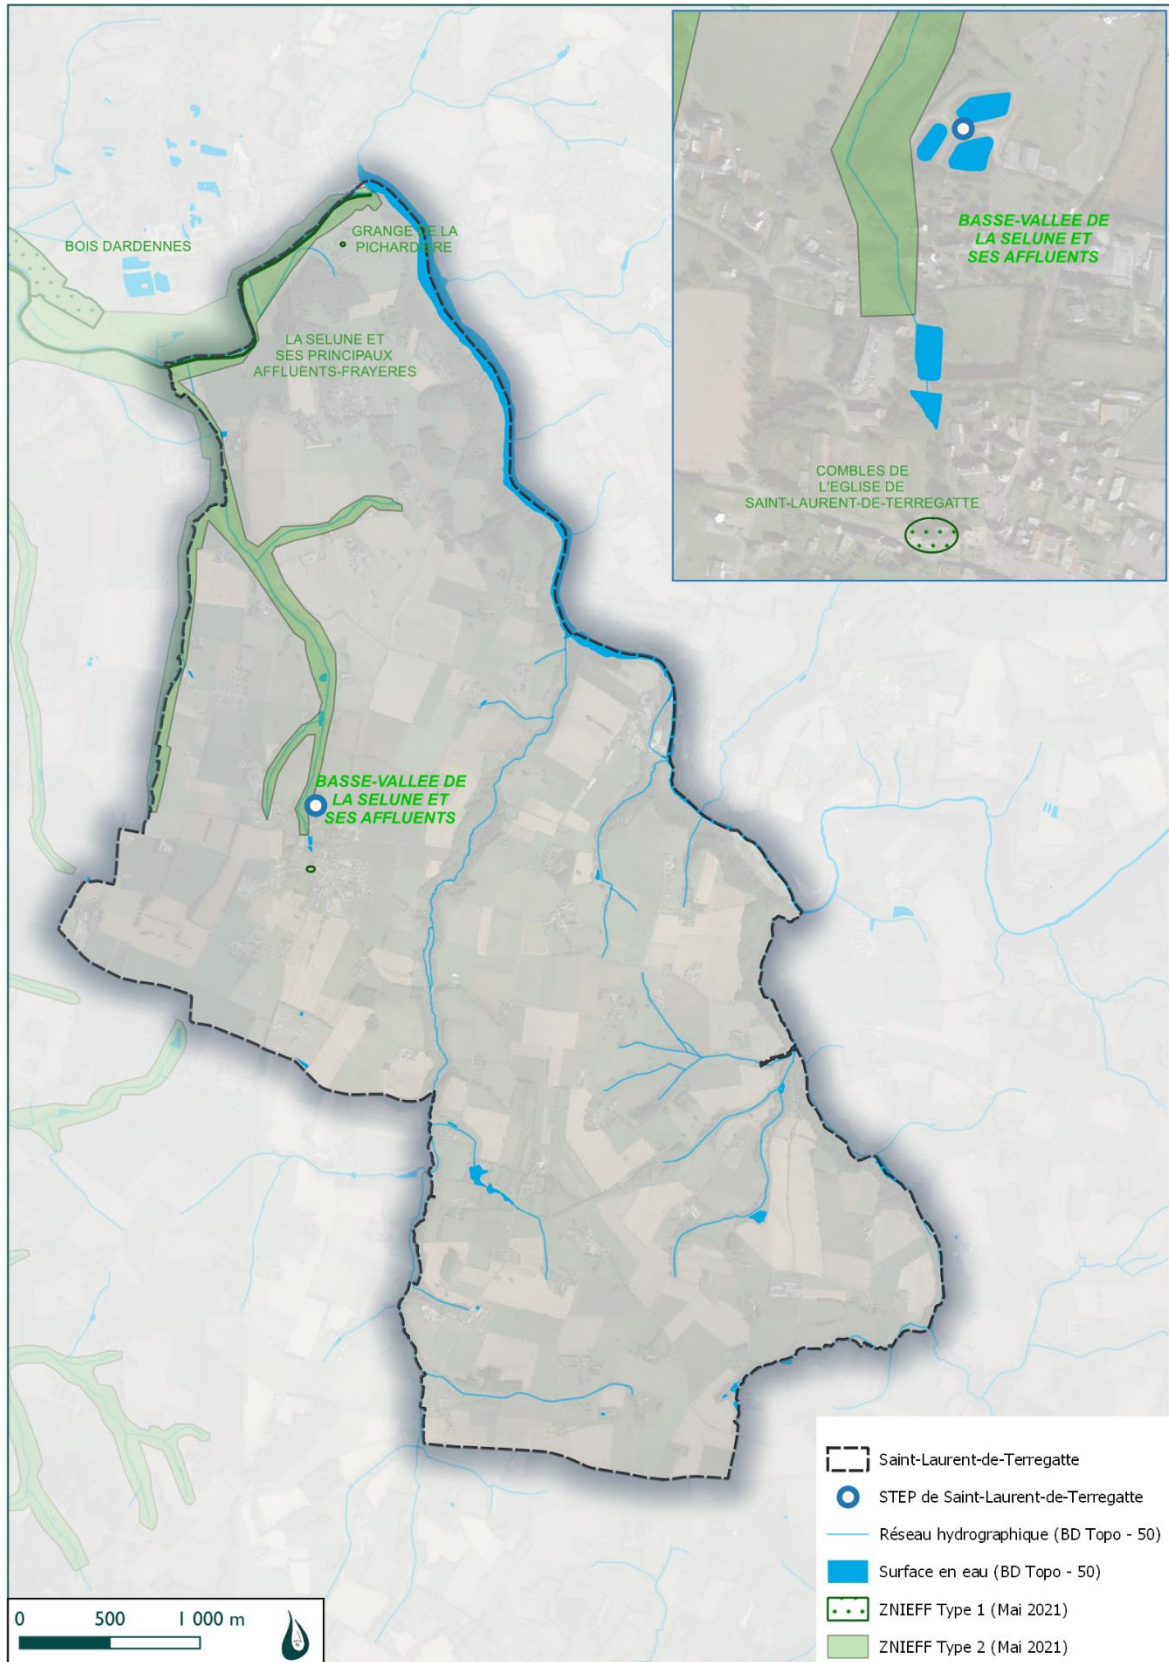 BOIS DARDENNES
GRANGE DE LA
PICHARDIERE
LA SELUNE ET
SES PRINCIPAUX
AFFLUENTS-FRAYERES
BASSE-VALLEE DE
LA SELUNE ET
SES AFFLUENTS
BASSE-VALLEE DE
LA SELUNE ET
SES AFFLUENTS
COMBLES DE
L'EGLISE DE
SAINT-LAURENT-DE-TERREGATTE
Saint-Laurent-de-Terregatte
STEP de Saint-Laurent-de-Terregatte
Réseau hydrographique (BD Topo - 50)
Surface en eau (BD Topo - 50)
ZNIEFF Type 1 (Mai 2021)
ZNIEFF Type 2 (Mai 2021)
0 500 1 000 m